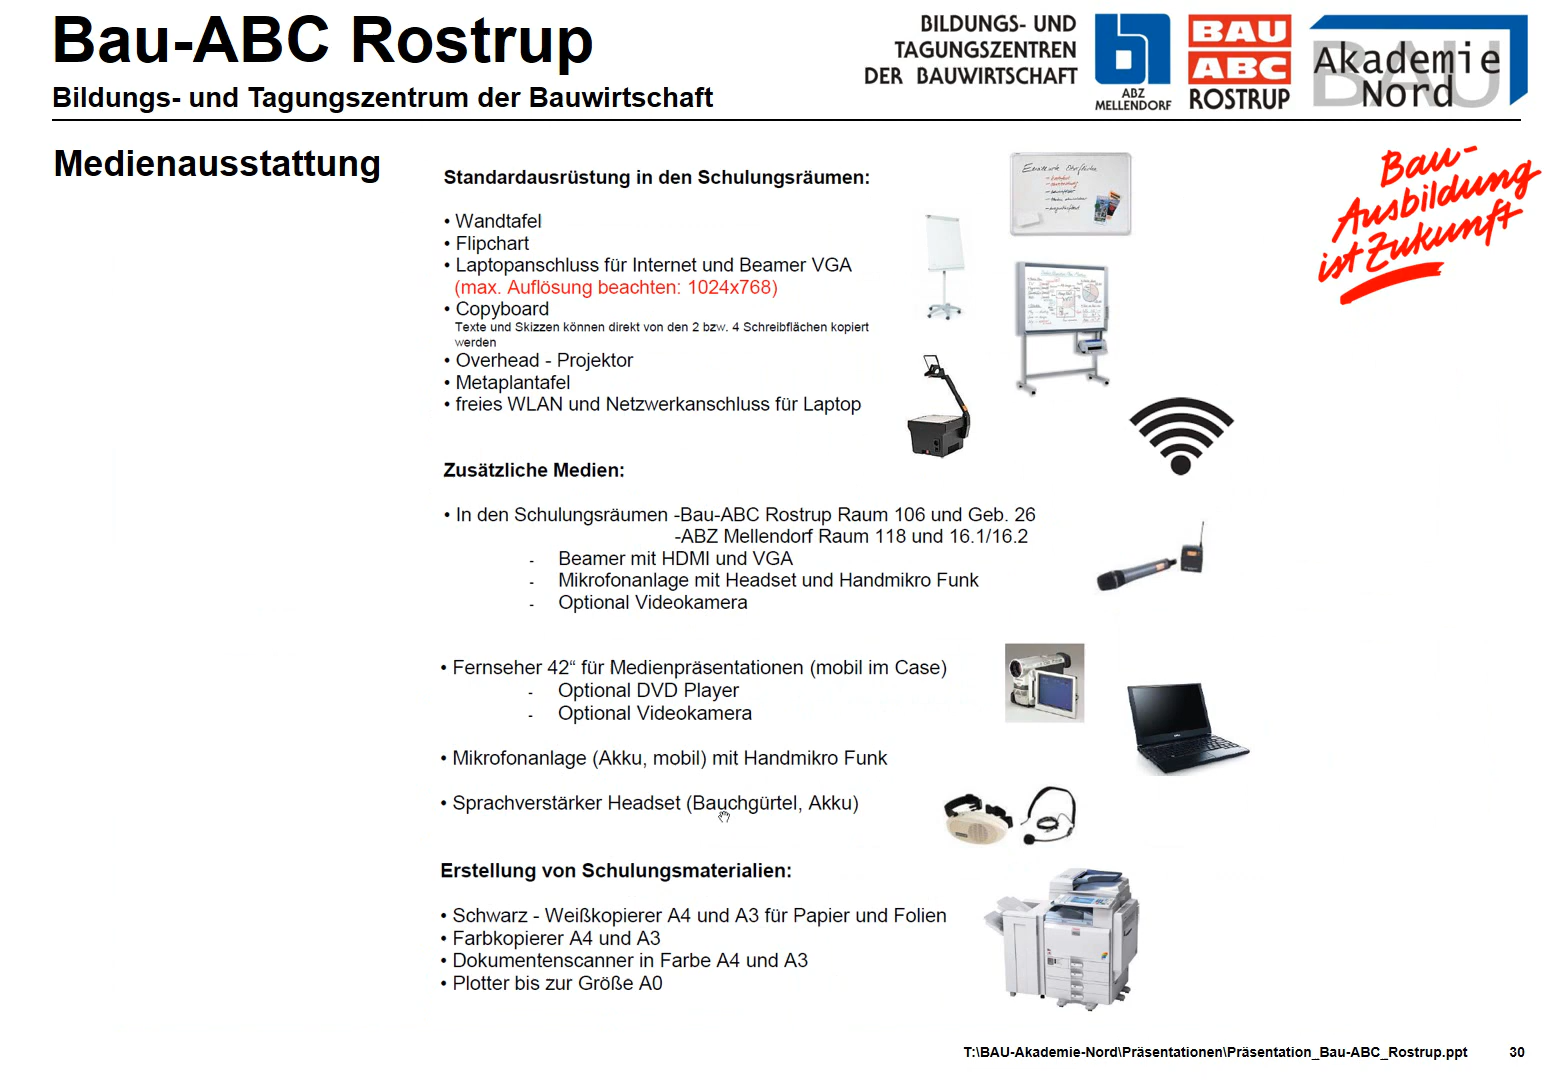 Bau-ABC Rostrup
Bildungs- und Tagungszentrum der Bauwirtschaft
BILDUNGS- UND
TAGUNGSZENTREN
DER BAUWIRTSCHAFT
ABZ
MELLENDORF
BAU
ABC
ROSTRUP
BAU
Akademie
Nord
Medienausstattung
Bau-
Ausbildung
ist Zukunft
Standardausrüstung in den Schulungsräumen:
• Wandtafel
• Flipchart
• Laptopanschluss für Internet und Beamer VGA
(max. Auflösung beachten: 1024x768)
• Copyboard
Texte und Skizzen können direkt von den 2 bzw. 4 Schreibflächen kopiert
werden
• Overhead - Projektor
• Metaplantafel
• freies WLAN und Netzwerkanschluss für Laptop
Zusätzliche Medien:
• In den Schulungsräumen -Bau-ABC Rostrup Raum 106 und Geb. 26
-ABZ Mellendorf Raum 118 und 16.1/16.2
- Beamer mit HDMI und VGA
- Mikrofonanlage mit Headset und Handmikro Funk
- Optional Videokamera
• Fernseher 42“ für Medienpräsentationen (mobil im Case)
- Optional DVD Player
- Optional Videokamera
• Mikrofonanlage (Akku, mobil) mit Handmikro Funk
• Sprachverstärker Headset (Bauchgürtel, Akku)
Erstellung von Schulungsmaterialien:
• Schwarz - Weißkopierer A4 und A3 für Papier und Folien
• Farbkopierer A4 und A3
• Dokumentenscanner in Farbe A4 und A3
• Plotter bis zur Größe A0
T:\BAU-Akademie-Nord\Präsentationen\Präsentation_Bau-ABC_Rostrup.ppt 30